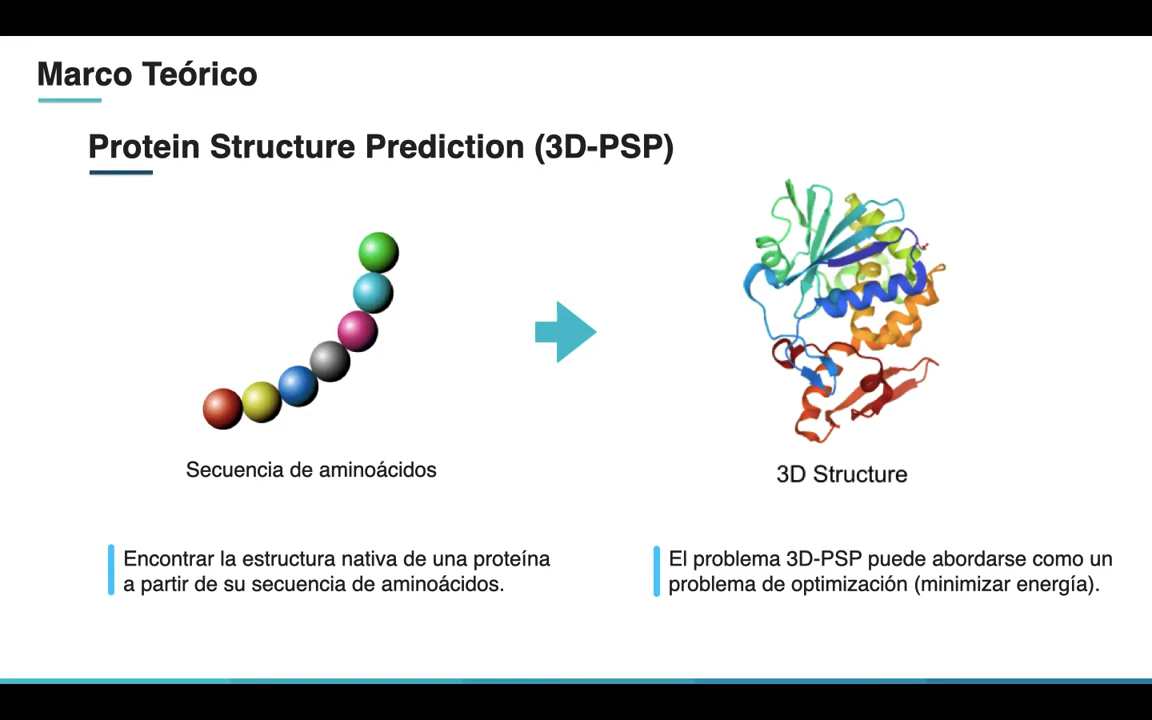 Marco Teórico
Protein Structure Prediction (3D-PSP)
Secuencia de aminoácidos
3D Structure
Encontrar la estructura nativa de una proteína
a partir de su secuencia de aminoácidos.
El problema 3D-PSP puede abordarse como un
problema de optimización (minimizar energía).